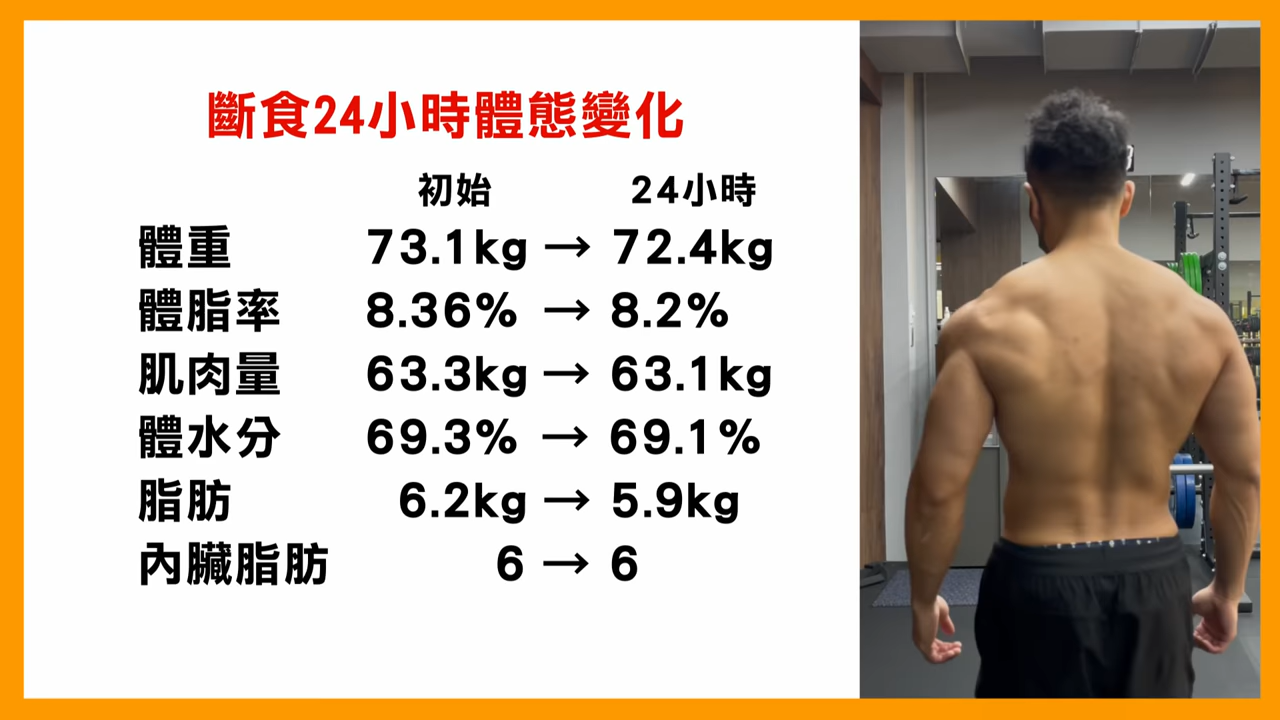 斷食24小時體態變化
初始 24小時
體重 73.1kg → 72.4kg
體脂率 8.36% → 8.2%
肌肉量 63.3kg → 63.1kg
體水分 69.3% → 69.1%
脂肪 6.2kg → 5.9kg
內臟脂肪 6 → 6